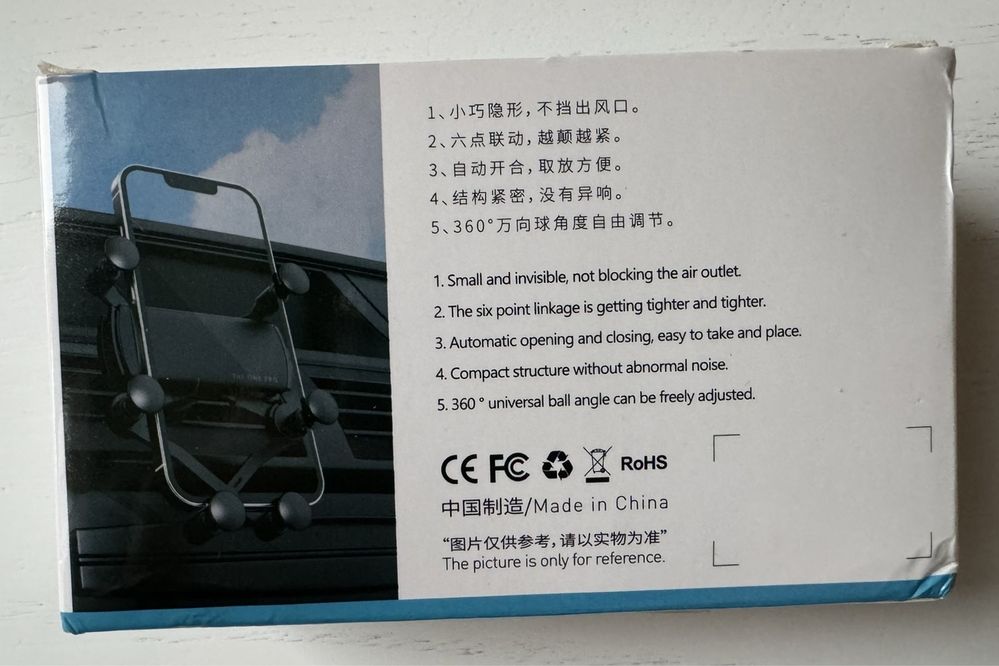 1、小巧隐形，不挡出风口。
2、六点联动，越颠越紧。
3、自动开合，取放方便。
4、结构紧密，没有异响。
5、360°万向球角度自由调节。
1. Small and invisible, not blocking the air outlet.
2. The six point linkage is getting tighter and tighter.
3. Automatic opening and closing, easy to take and place.
4. Compact structure without abnormal noise.
5. 360 ° universal ball angle can be freely adjusted.
CE FC RoHS
中国制造/Made in China
“图片仅供参考，请以实物为准”
The picture is only for reference.